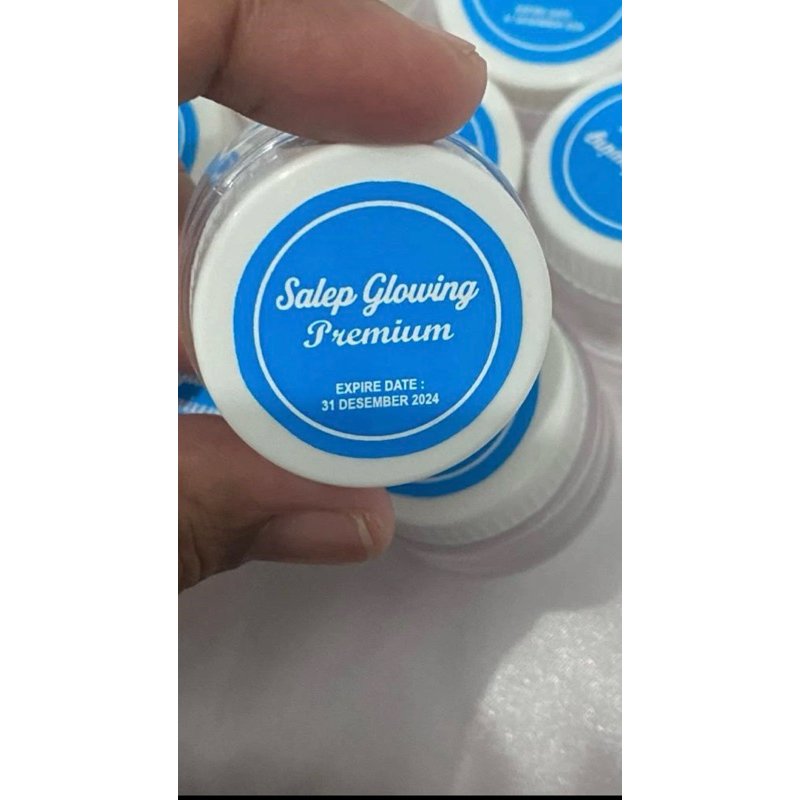 Salep Glowing
Premium
EXPIRE DATE :
31 DESEMBER 2024